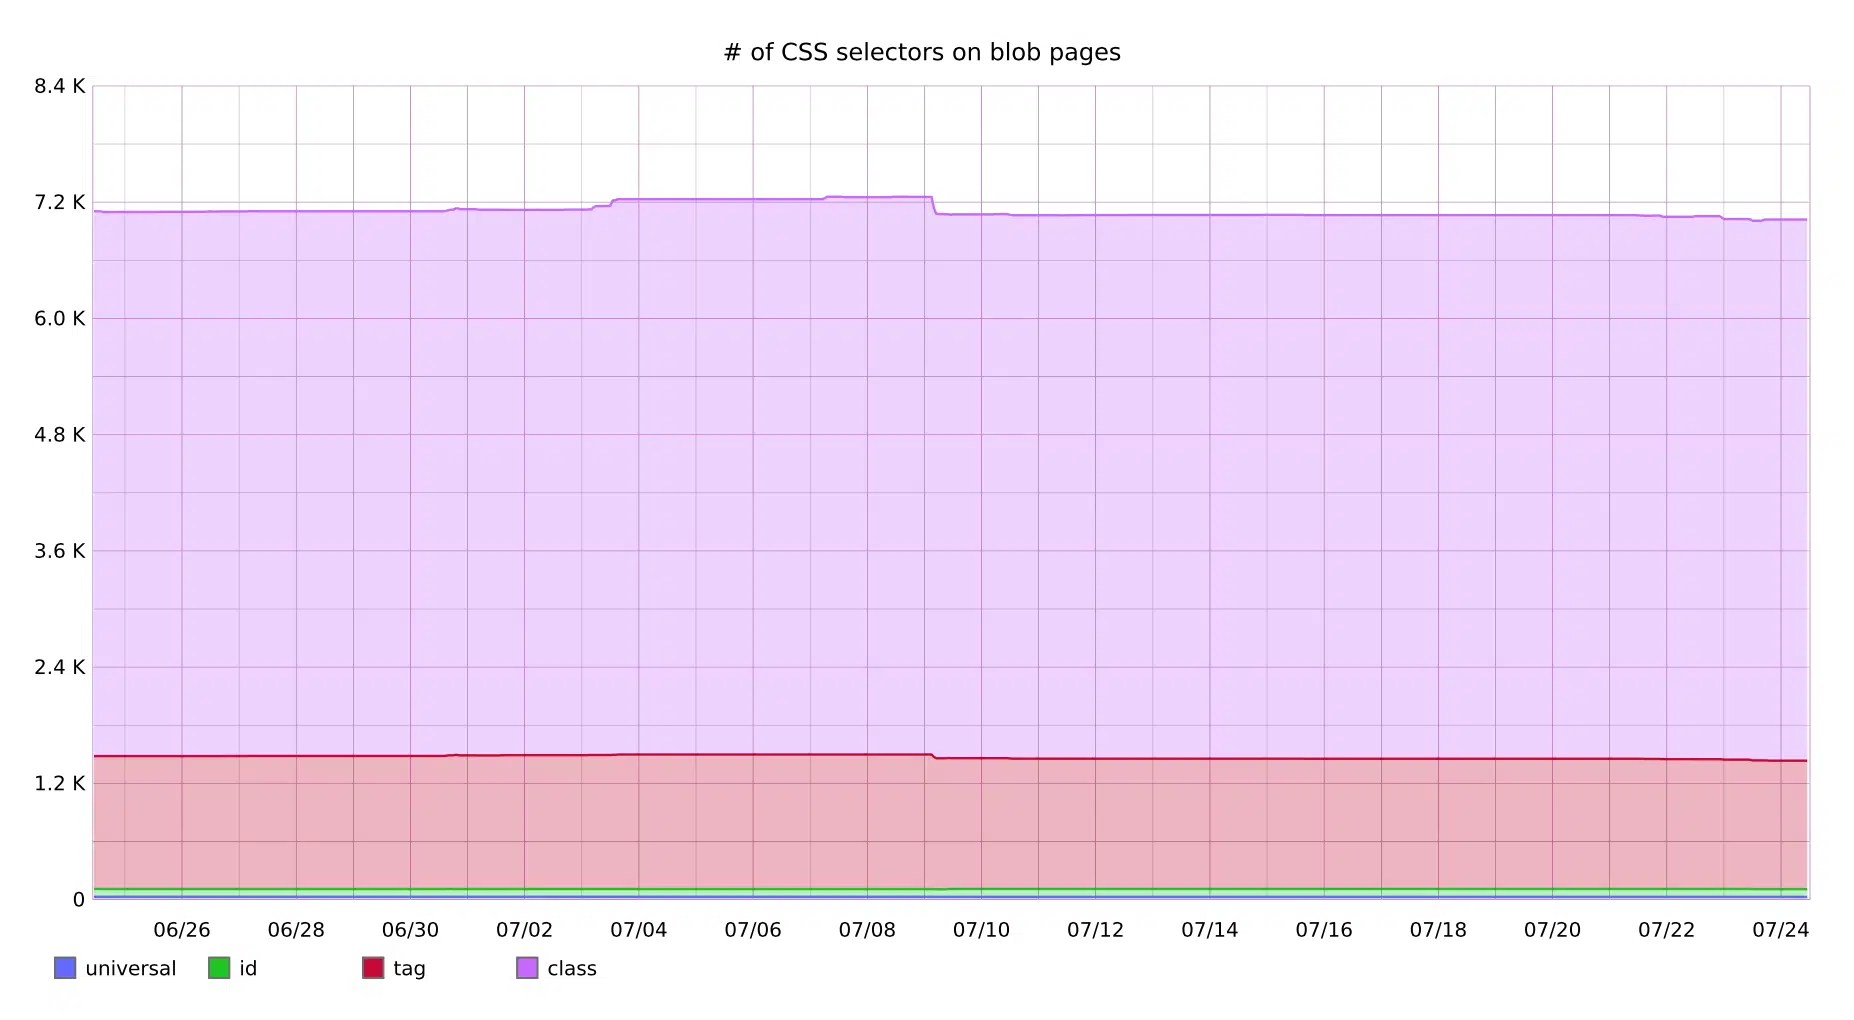 # of CSS selectors on blob pages
8.4 K
7.2 K
6.0 K
4.8 K
3.6 K
2.4 K
1.2 K
0
06/26 06/28 06/30 07/02 07/04 07/06 07/08 07/10 07/12 07/14 07/16 07/18 07/20 07/22 07/24
universal id tag class